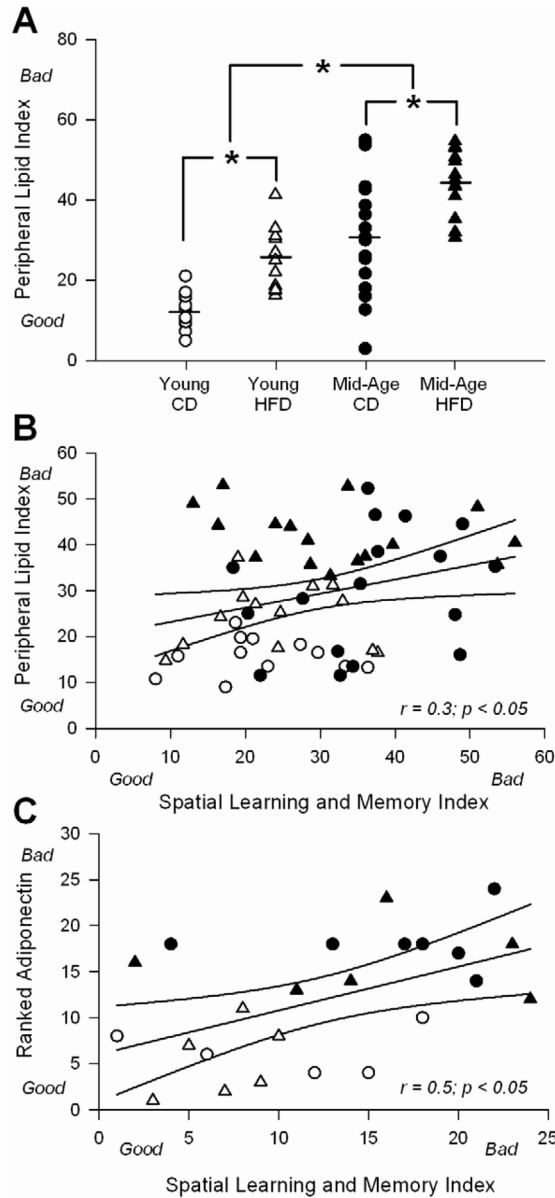 A
80
Bad
60
40
20
Good
0
Peripheral Lipid Index
*
*
*
Young
CD
Young
HFD
Mid-Age
CD
Mid-Age
HFD
B
60
Bad
50
40
30
20
10
Good
0
Peripheral Lipid Index
r = 0.3; p < 0.05
0 10 20 30 40 50 60
Good Bad
Spatial Learning and Memory Index
C
30
Bad
25
20
15
10
5
Good
0
Ranked Adiponectin
r = 0.5; p < 0.05
0 5 10 15 20 25
Good Bad
Spatial Learning and Memory Index